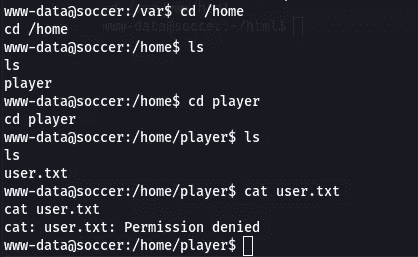 www-data@soccer:/var$ cd /home
cd /home
www-data@soccer:/home$ ls
ls
player
www-data@soccer:/home$ cd player
cd player
www-data@soccer:/home/player$ ls
ls
user.txt
www-data@soccer:/home/player$ cat user.txt
cat user.txt
cat: user.txt: Permission denied
www-data@soccer:/home/player$